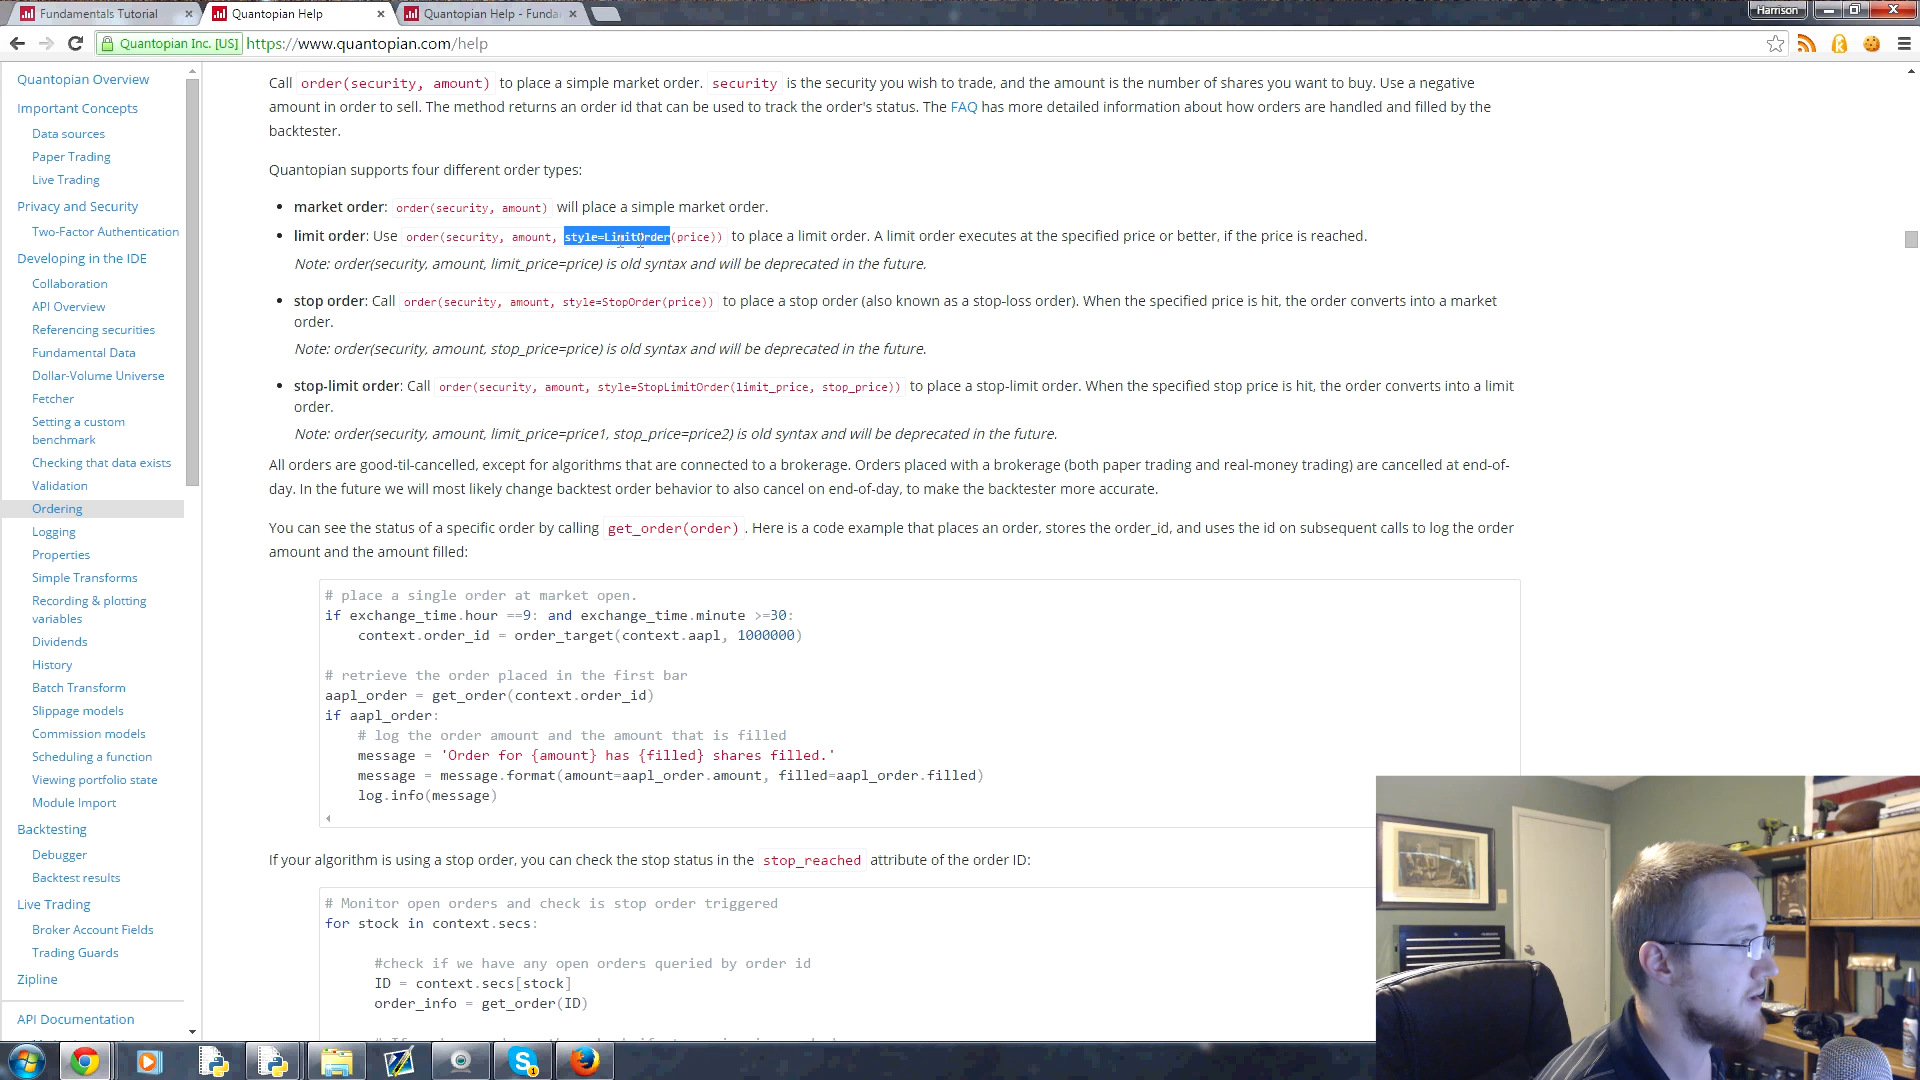 Fundamentals Tutorial
Quantopian Help
Quantopian Help - Funda
Harrison
Quantopian Inc. [US]
https://www.quantopian.com/help
Quantopian Overview
Important Concepts
Data sources
Paper Trading
Live Trading
Privacy and Security
Two-Factor Authentication
Developing in the IDE
Collaboration
API Overview
Referencing securities
Fundamental Data
Dollar-Volume Universe
Fetcher
Setting a custom
benchmark
Checking that data exists
Validation
Ordering
Logging
Properties
Simple Transforms
Recording & plotting
variables
Dividends
History
Batch Transform
Slippage models
Commission models
Scheduling a function
Viewing portfolio state
Module Import
Backtesting
Debugger
Backtest results
Live Trading
Broker Account Fields
Trading Guards
Zipline
API Documentation
Call order(security, amount) to place a simple market order. security is the security you wish to trade, and the amount is the number of shares you want to buy. Use a negative
amount in order to sell. The method returns an order id that can be used to track the order's status. The FAQ has more detailed information about how orders are handled and filled by the
backtester.
Quantopian supports four different order types:
• market order: order(security, amount) will place a simple market order.
• limit order: Use order(security, amount, style=LimitOrder(price)) to place a limit order. A limit order executes at the specified price or better, if the price is reached.
Note: order(security, amount, limit_price=price) is old syntax and will be deprecated in the future.
• stop order: Call order(security, amount, style=StopOrder(price)) to place a stop order (also known as a stop-loss order). When the specified price is hit, the order converts into a market
order.
Note: order(security, amount, stop_price=price) is old syntax and will be deprecated in the future.
• stop-limit order: Call order(security, amount, style=StopLimitOrder(limit_price, stop_price)) to place a stop-limit order. When the specified stop price is hit, the order converts into a limit
order.
Note: order(security, amount, limit_price=price1, stop_price=price2) is old syntax and will be deprecated in the future.
All orders are good-til-cancelled, except for algorithms that are connected to a brokerage. Orders placed with a brokerage (both paper trading and real-money trading) are cancelled at end-of-
day. In the future we will most likely change backtest order behavior to also cancel on end-of-day, to make the backtester more accurate.
You can see the status of a specific order by calling get_order(order) . Here is a code example that places an order, stores the order_id, and uses the id on subsequent calls to log the order
amount and the amount filled:
# place a single order at market open.
if exchange_time.hour ==9: and exchange_time.minute >=30:
context.order_id = order_target(context.aapl, 1000000)
# retrieve the order placed in the first bar
aapl_order = get_order(context.order_id)
if aapl_order:
# log the order amount and the amount that is filled
message = 'Order for {amount} has {filled} shares filled.'
message = message.format(amount=aapl_order.amount, filled=aapl_order.filled)
log.info(message)
If your algorithm is using a stop order, you can check the stop status in the stop_reached attribute of the order ID:
# Monitor open orders and check is stop order triggered
for stock in context.secs:
#check if we have any open orders queried by order id
ID = context.secs[stock]
order_info = get_order(ID)